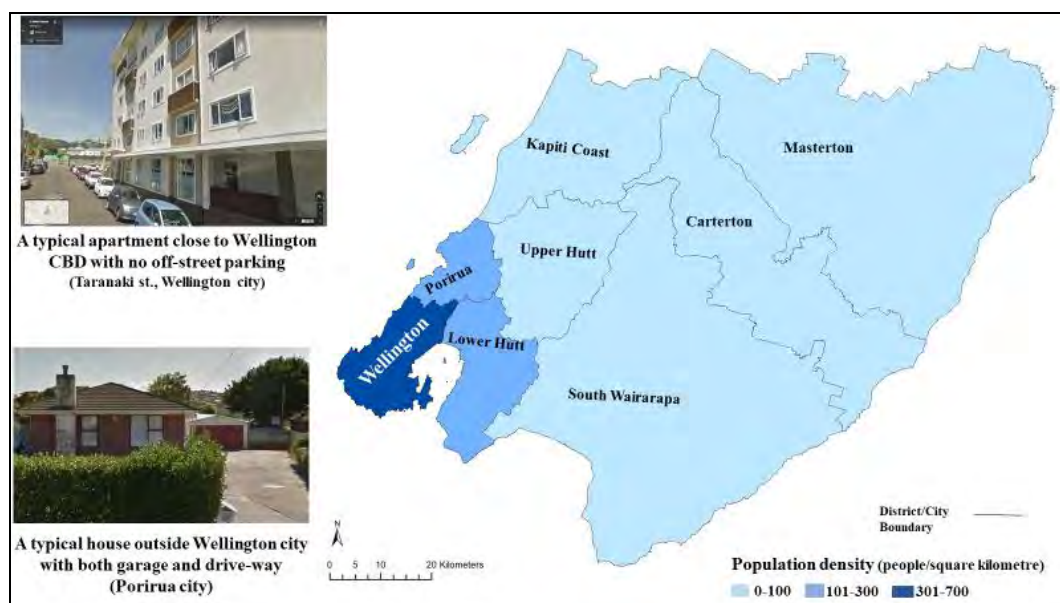 A typical apartment close to Wellington
CBD with no off-street parking
(Taranaki st., Wellington city)
A typical house outside Wellington city
with both garage and drive-way
(Porirua city)
Kapiti Coast
Masterton
Carterton
Upper Hutt
Porirua
Wellington
Lower Hutt
South Wairarapa
N
0 5 10 20 Kilometers
District/City
Boundary
Population density (people/square kilometre)
0-100 101-300 301-700